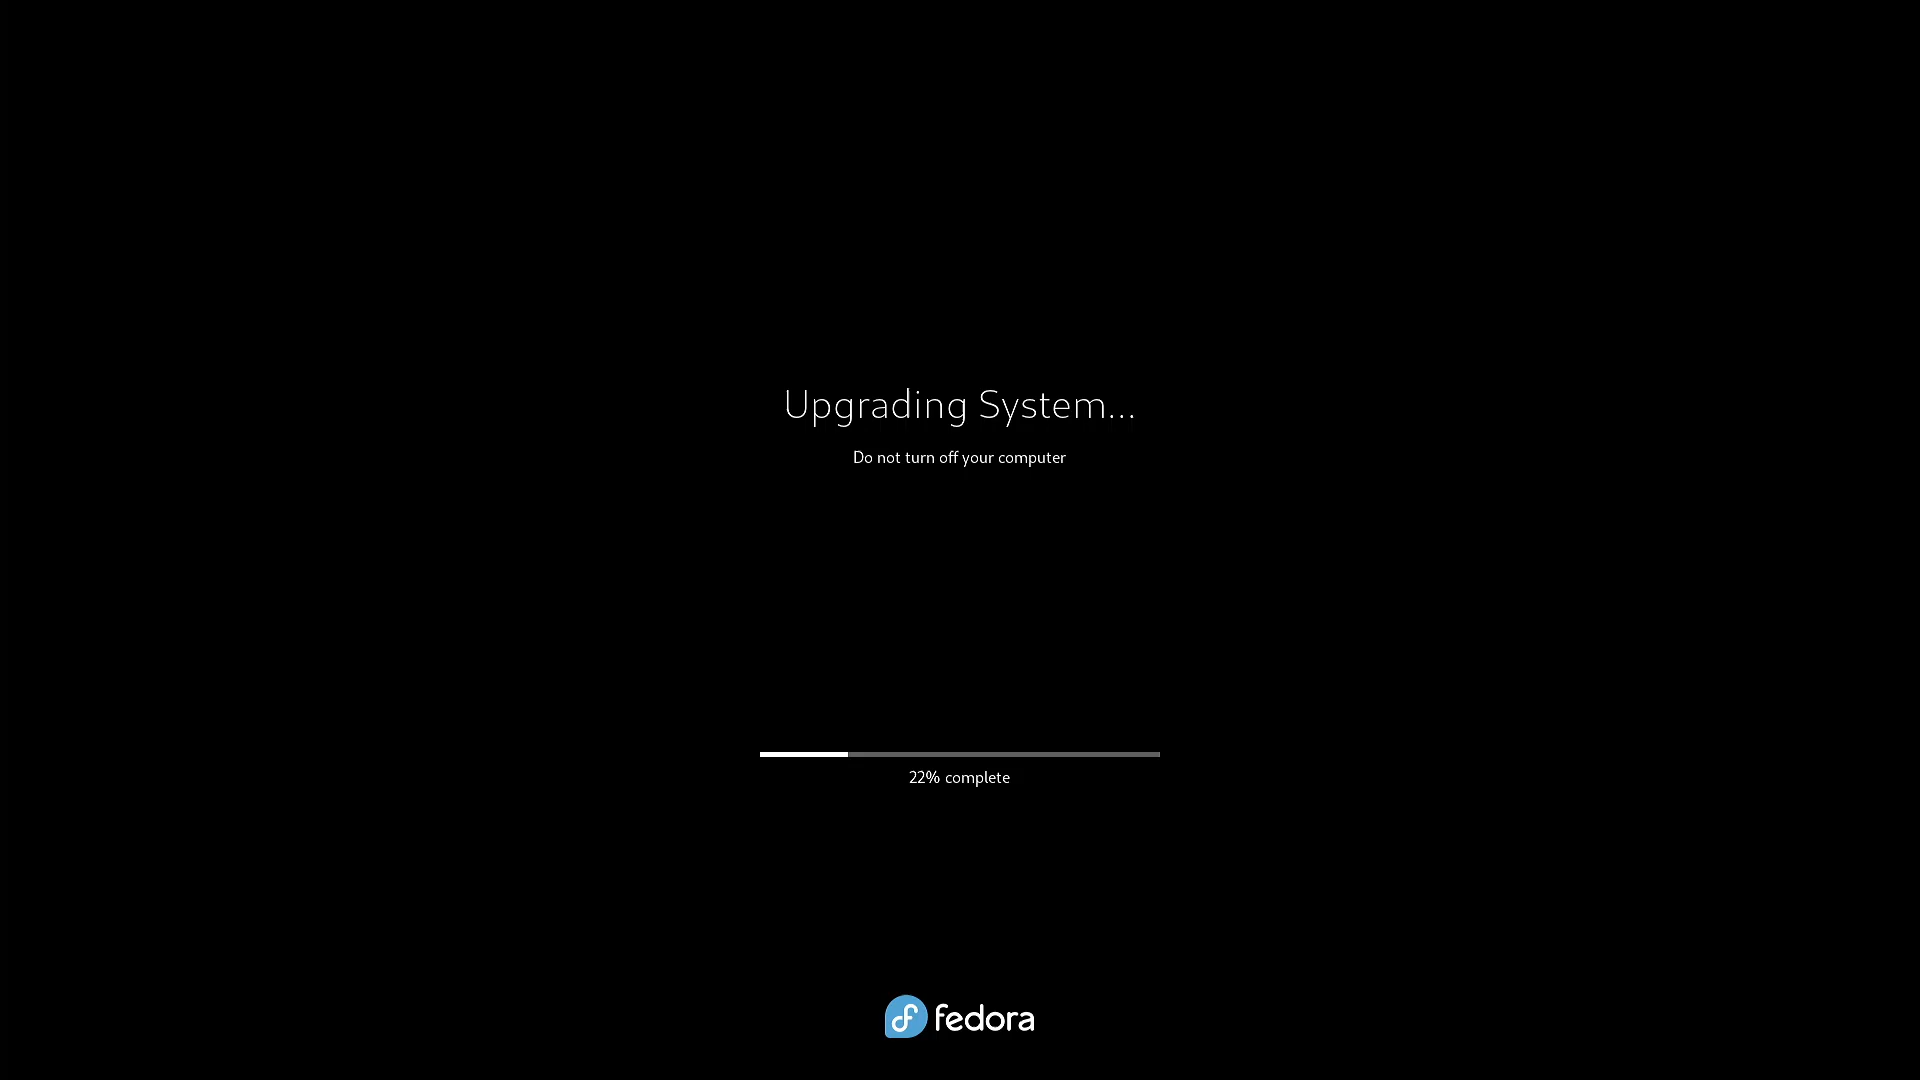 Upgrading System...
Do not turn off your computer
22% complete
fedora